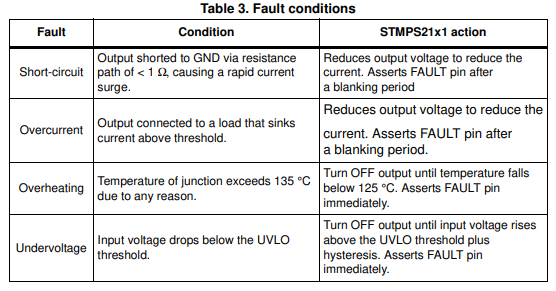 Table 3. Fault conditions
Fault
Condition
STMPS21x1 action
Short-circuit
Output shorted to GND via resistance
path of < 1 Ω, causing a rapid current
surge.
Reduces output voltage to reduce the
current. Asserts FAULT pin after
a blanking period
Overcurrent
Output connected to a load that sinks
current above threshold.
Reduces output voltage to reduce the
current. Asserts FAULT pin after
a blanking period.
Overheating
Temperature of junction exceeds 135 °C
due to any reason.
Turn OFF output until temperature falls
below 125 °C. Asserts FAULT pin
immediately.
Undervoltage
Input voltage drops below the UVLO
threshold.
Turn OFF output until input voltage rises
above the UVLO threshold plus
hysteresis. Asserts FAULT pin
immediately.